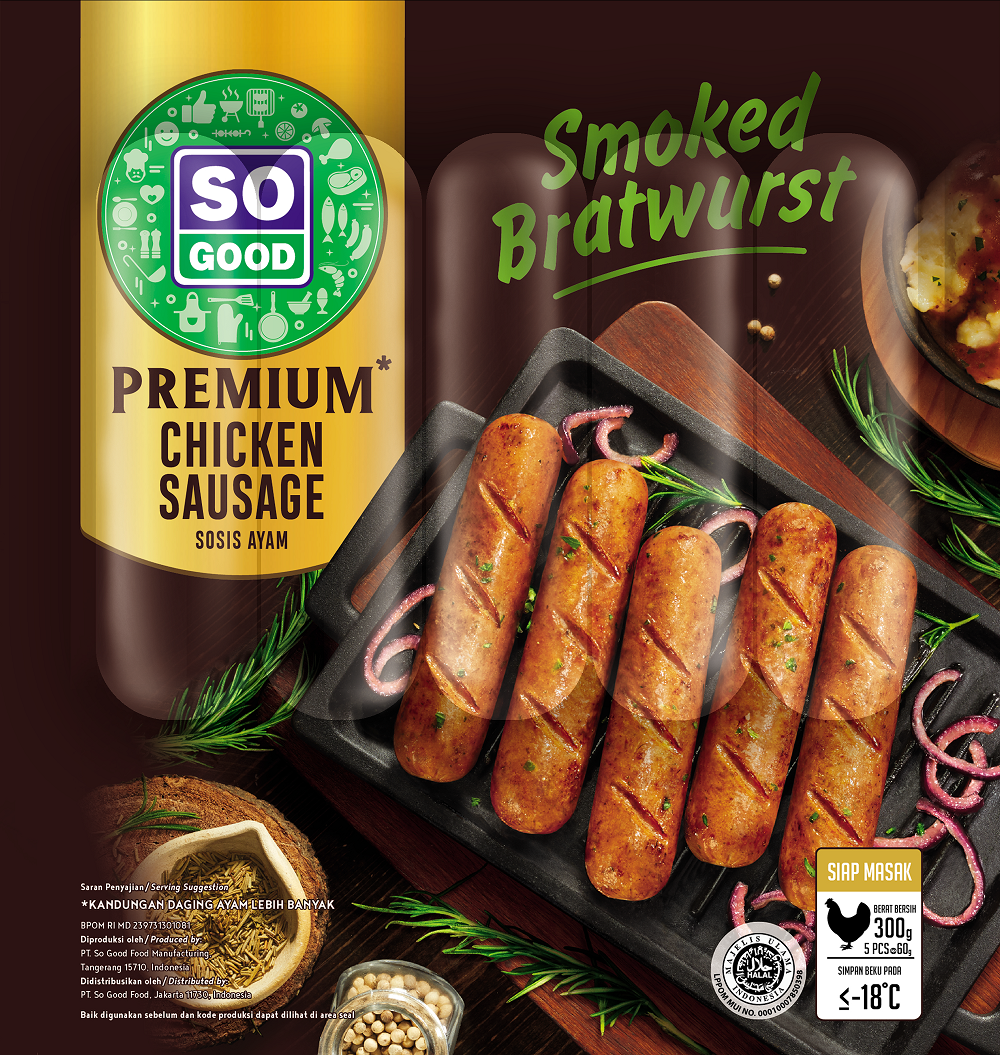 SO
GOOD
Smoked
Bratwurst
PREMIUM*
CHICKEN
SAUSAGE
SOSIS AYAM
Saran Penyajian / Serving Suggestion
*KANDUNGAN DAGING AYAM LEBIH BANYAK
BPOM RI MD 239731301081
Diproduksi oleh / Produced by:
PT. So Good Food Manufacturing
Tangerang 15710, Indonesia
Didistribusikan oleh / Distributed by:
PT. So Good Food, Jakarta 11730, Indonesia
Baik digunakan sebelum dan kode produksi dapat dilihat di area seal
MAJELIS ULAMA
INDONESIA
حلال
HALAL
LPPOM MUI NO. 00010007850398
SIAP MASAK
BERAT BERSIH
300g
5 PCS@60g
SIMPAN BEKU PADA
≤-18°C